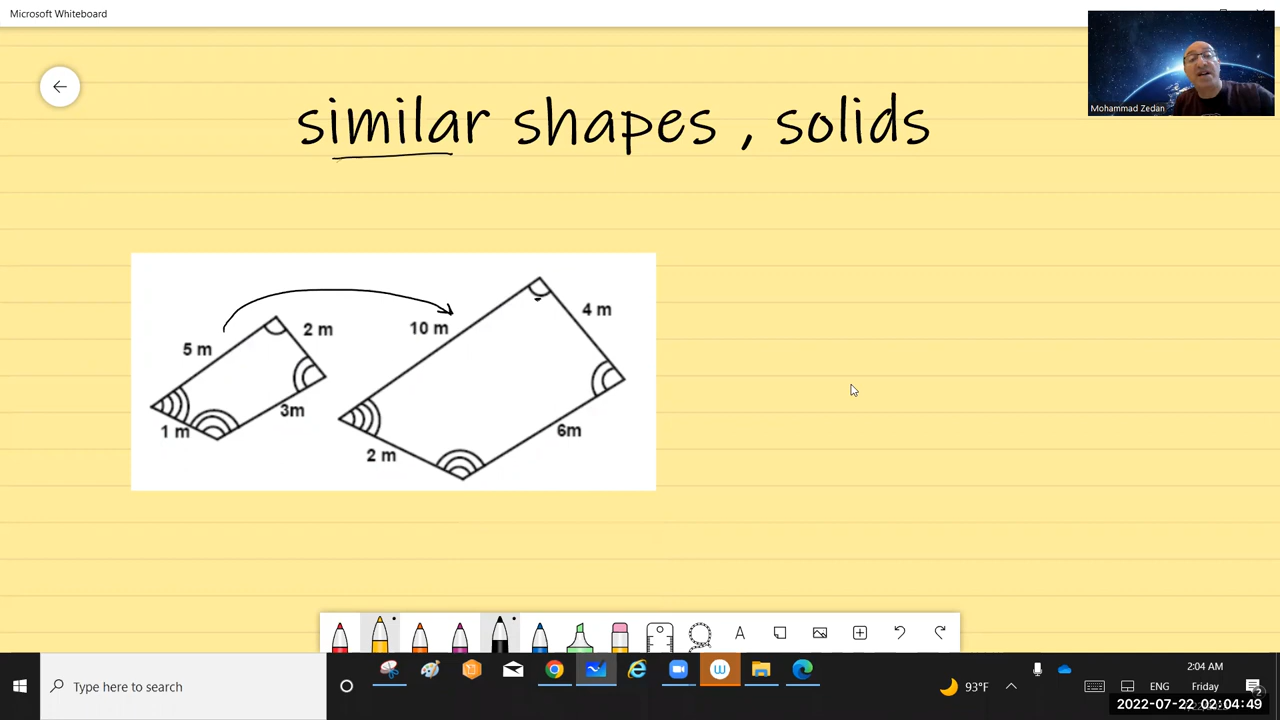 Microsoft Whiteboard
Mohammad Zedan
similar shapes , solids
5 m
2 m
3m
1 m
10 m
4 m
6m
2 m
A
Type here to search
93°F
ENG
2:04 AM
Friday
2022-07-22 02:04:49